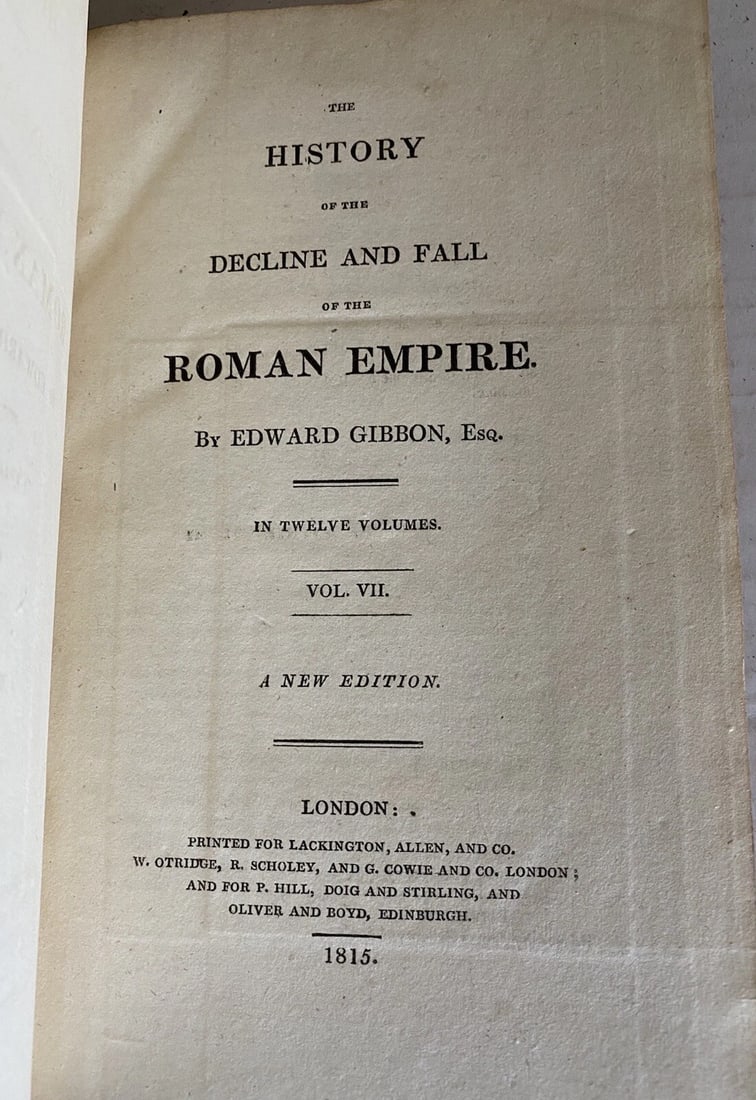 THE
HISTORY
OF THE
DECLINE AND FALL
OF THE
ROMAN EMPIRE.
By EDWARD GIBBON, Esq.
IN TWELVE VOLUMES.
VOL. VII.
A NEW EDITION.
LONDON:
PRINTED FOR LACKINGTON, ALLEN, AND CO.
W. OTRIDGE, R. SCHOLEY, AND G. COWIE AND CO. LONDON;
AND FOR P. HILL, DOIG AND STIRLING, AND
OLIVER AND BOYD, EDINBURGH.
1815.